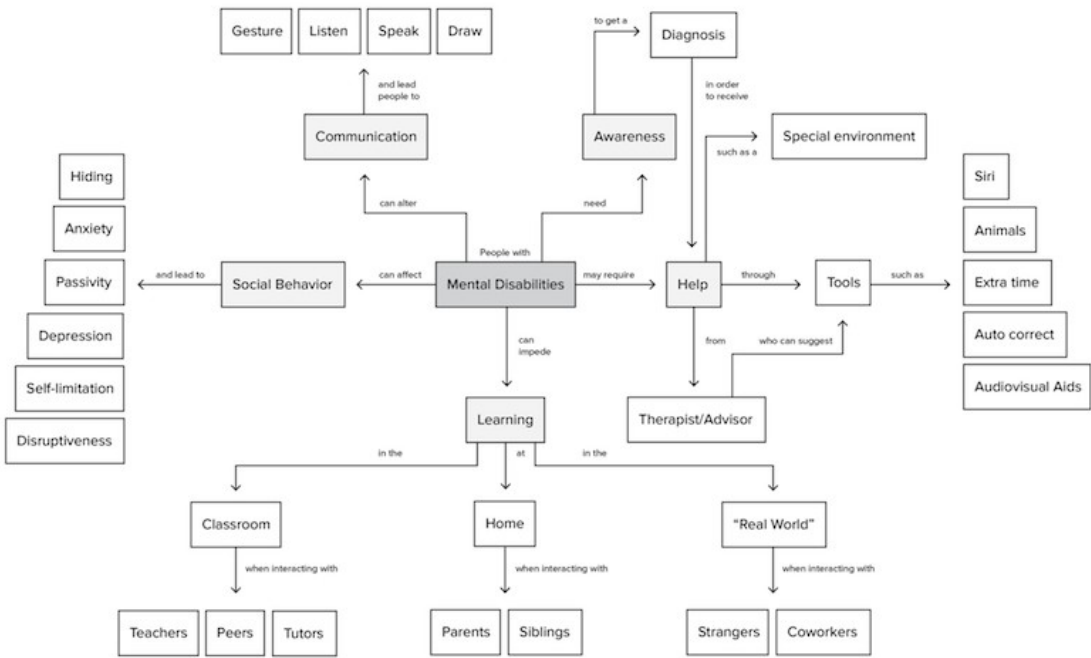 Gesture
Listen
Speak
Draw
to get a
Diagnosis
and lead
people to
in order
to receive
Communication
Awareness
Special environment
such as a
Hiding
Siri
can alter
need
Anxiety
Animals
People with
and lead to
Passivity
Social Behavior
can affect
Mental Disabilities
may require
Help
through
Tools
such as
Extra time
Depression
can
impede
from
who can suggest
Auto correct
Self-limitation
Audiovisual Aids
Learning
Therapist/Advisor
Disruptiveness
in the
at
in the
Classroom
Home
“Real World”
when interacting with
when interacting with
when interacting with
Teachers
Peers
Tutors
Parents
Siblings
Strangers
Coworkers